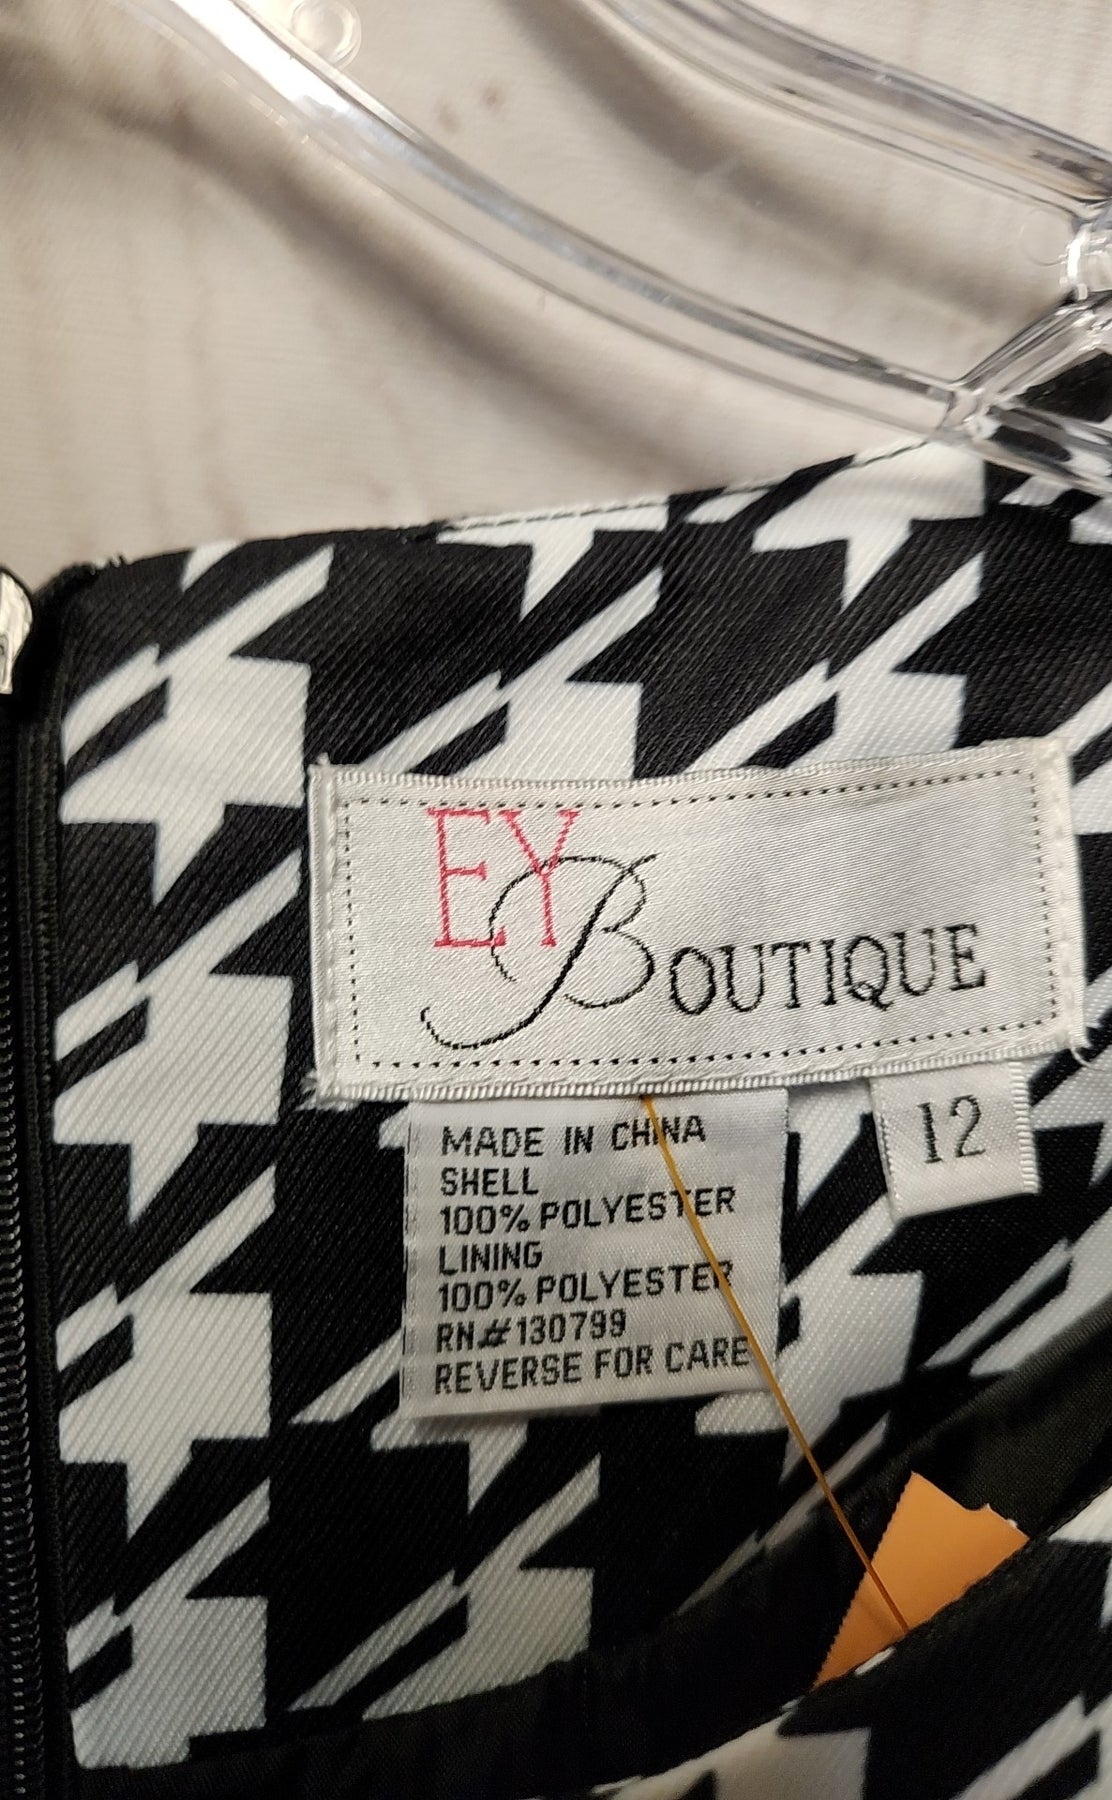 EY BOUTIQUE
12
MADE IN CHINA
SHELL
100% POLYESTER
LINING
100% POLYESTER
RN#130799
REVERSE FOR CARE